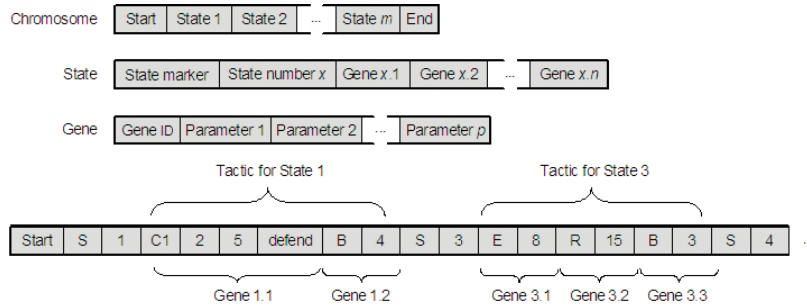 Chromosome Start State 1 State 2 ... State m End
State State marker State number x Gene x.1 Gene x.2 ... Gene x.n
Gene Gene ID Parameter 1 Parameter 2 ... Parameter p
Tactic for State 1 Tactic for State 3
Start S 1 C1 2 5 defend B 4 S 3 E 8 R 15 B 3 S 4 .
Gene 1.1 Gene 1.2 Gene 3.1 Gene 3.2 Gene 3.3